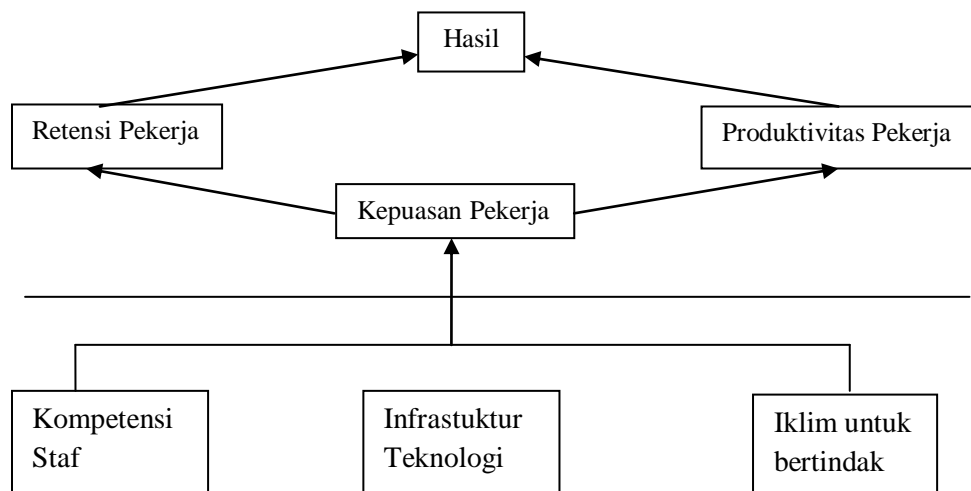 Hasil
Retensi Pekerja
Produktivitas Pekerja
Kepuasan Pekerja
Kompetensi
Staf
Infrastuktur
Teknologi
Iklim untuk
bertindak